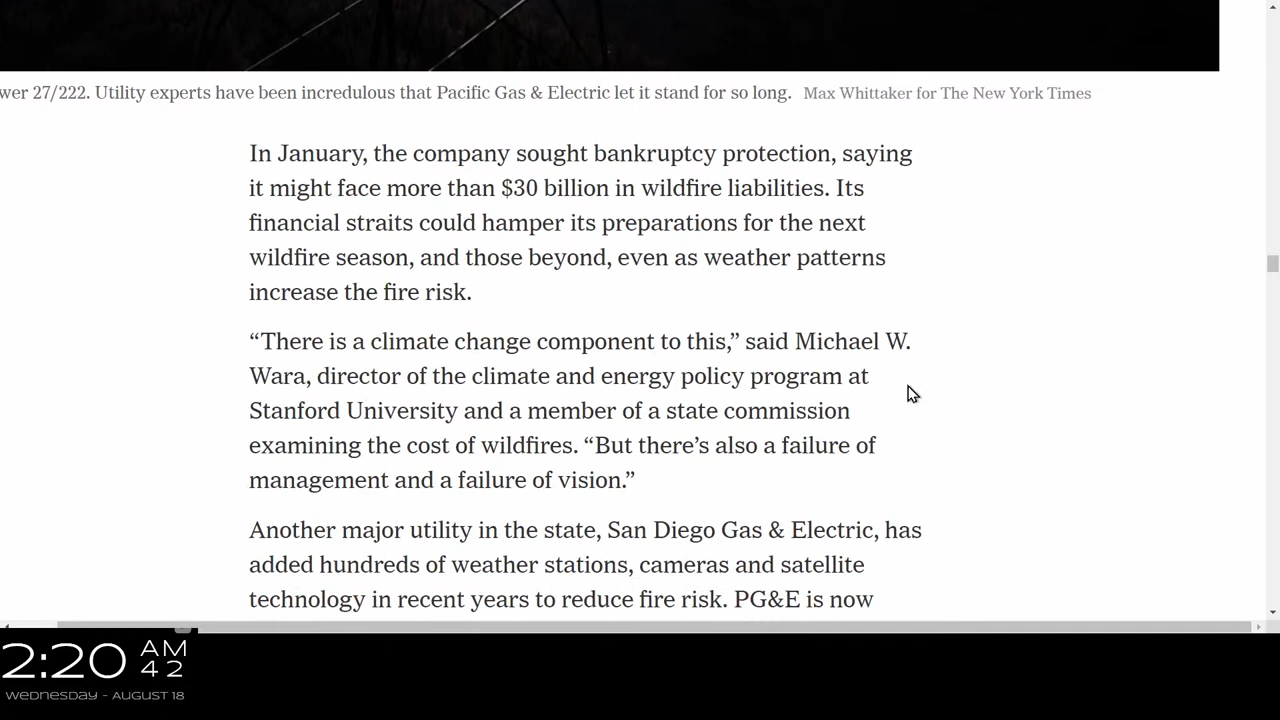 wer 27/222. Utility experts have been incredulous that Pacific Gas & Electric let it stand for so long. Max Whittaker for The New York Times
In January, the company sought bankruptcy protection, saying
it might face more than $30 billion in wildfire liabilities. Its
financial straits could hamper its preparations for the next
wildfire season, and those beyond, even as weather patterns
increase the fire risk.
“There is a climate change component to this,” said Michael W.
Wara, director of the climate and energy policy program at
Stanford University and a member of a state commission
examining the cost of wildfires. “But there’s also a failure of
management and a failure of vision.”
Another major utility in the state, San Diego Gas & Electric, has
added hundreds of weather stations, cameras and satellite
technology in recent years to reduce fire risk. PG&E is now
2:20 AM
42
WEDNESDAY - AUGUST 18